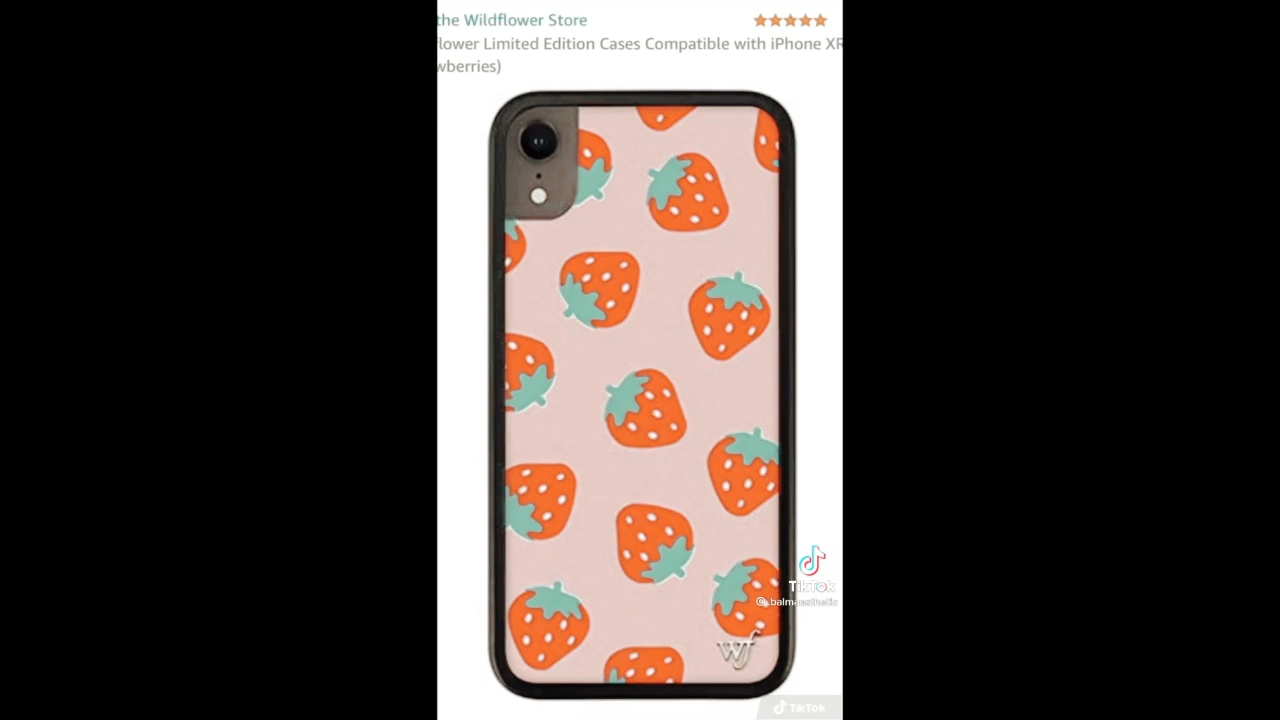 the Wildflower Store
flower Limited Edition Cases Compatible with iPhone XR
wberries)
wf
TikTok
TikTok